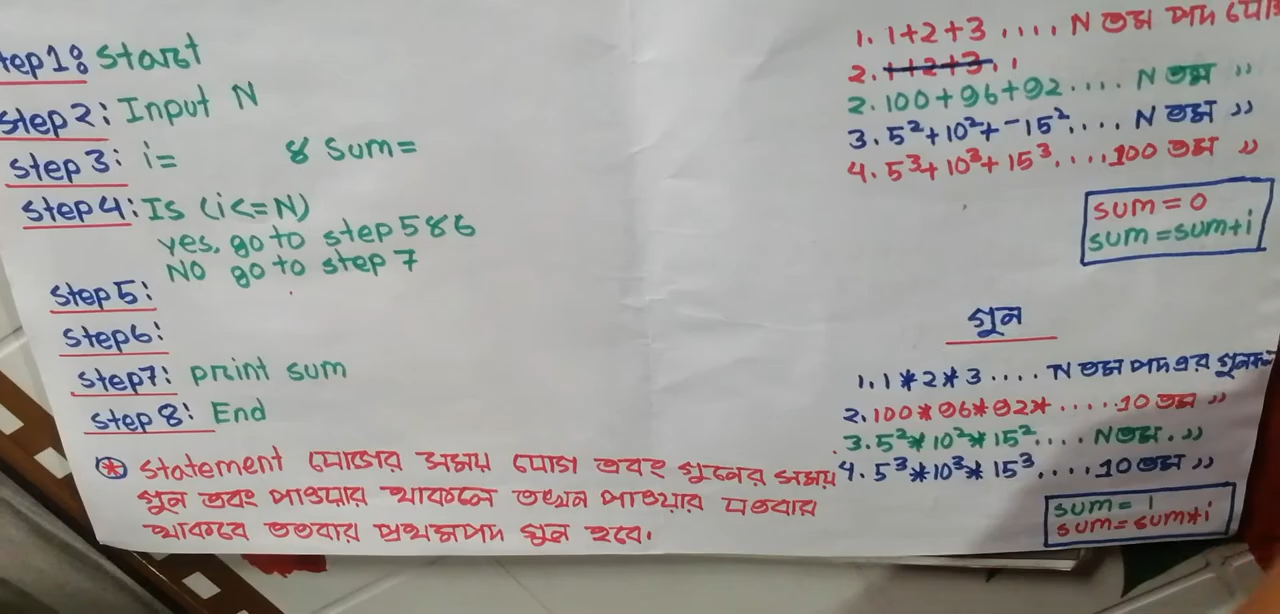 tep1: Start
Step2: Input N
Step3: i= & Sum=
Step4: Is (i<=N)
yes, go to step 5&6
NO go to step 7
Step5:
Step6:
Step7: print sum
Step 8: End
* Statement যোগের সময় যোগ এবং গুনের সময়
গুন এবং পাওয়ার থাকলে তখন পাওয়ার যতবার
থাকবে ততবার প্রথমপদ গুন হবে।
1. 1+2+3 .... N তম পদ যো
2. 1+2+3..
2. 100+96+92.... N তম ,,
3. 5²+10²+-15².... N তম ,,
4. 5³+10³+15³....100 তম ,,
sum=0
sum=sum+i
গুন
1. 1*2*3.... N তম পদ এর গুনফল
2. 100*96*92*.....10 তম ,,
3. 5²*10²*15².... N তম. ,,
4. 5³*10³*15³....10 তম ,,
sum= 1
sum=sum*i